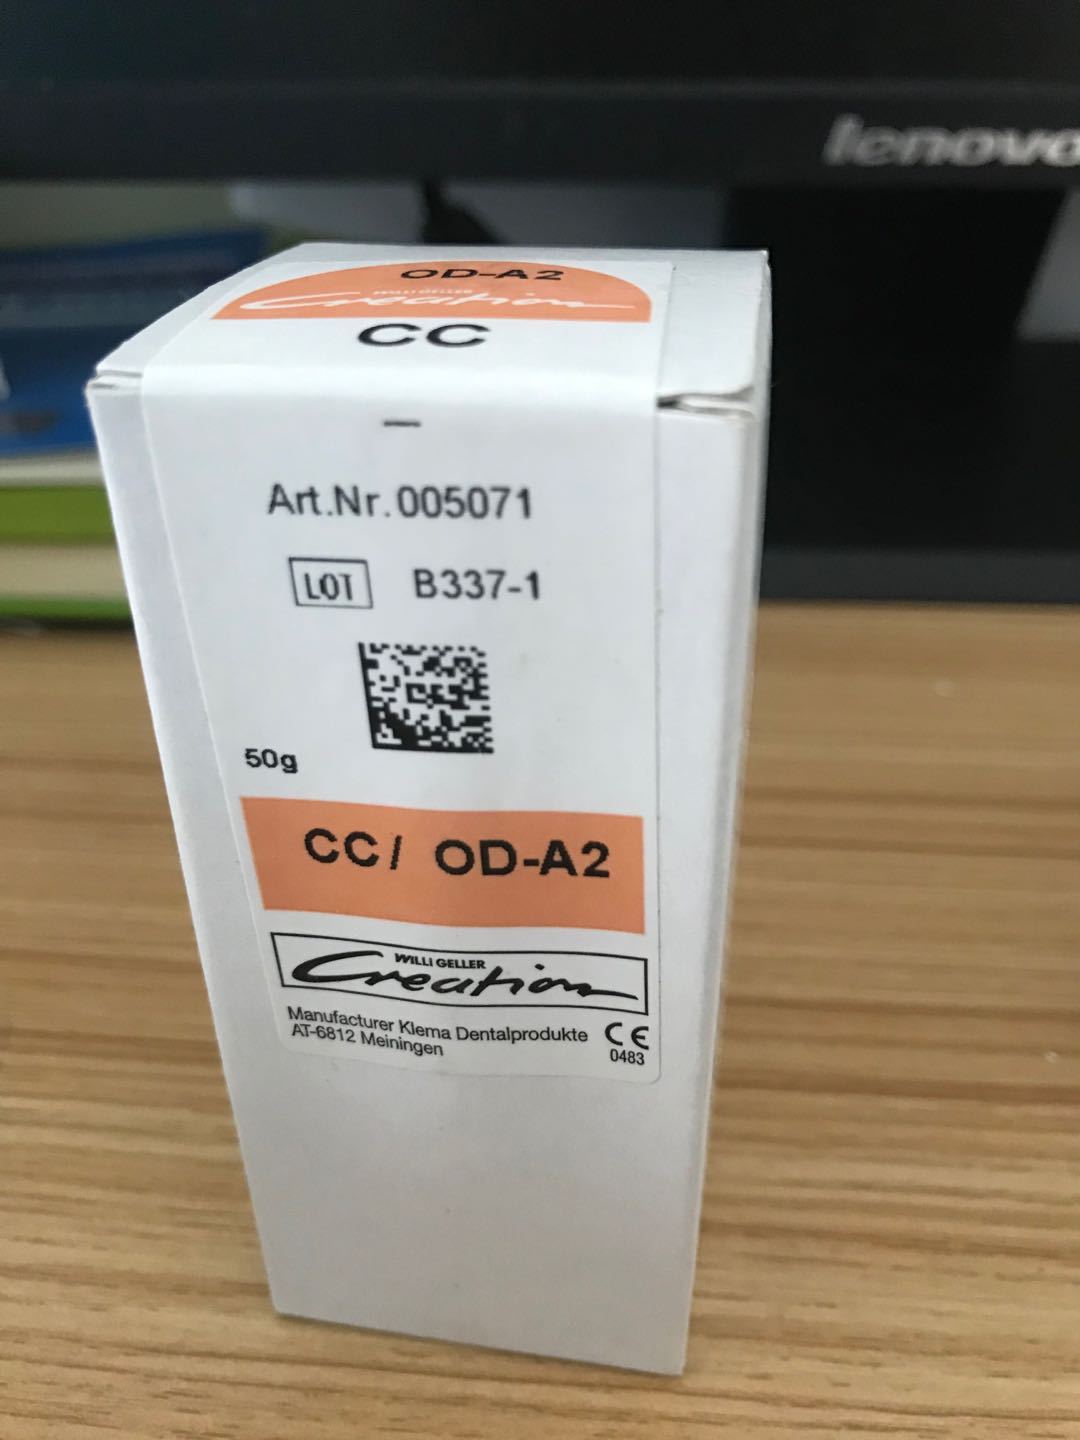 lenovo
OD-A2
WILLI GELLER
Creation
CC
Art.Nr. 005071
LOT B337-1
50g
CC/ OD-A2
WILLI GELLER
Creation
Manufacturer Klema Dentalprodukte
AT-6812 Meiningen
CE
0483